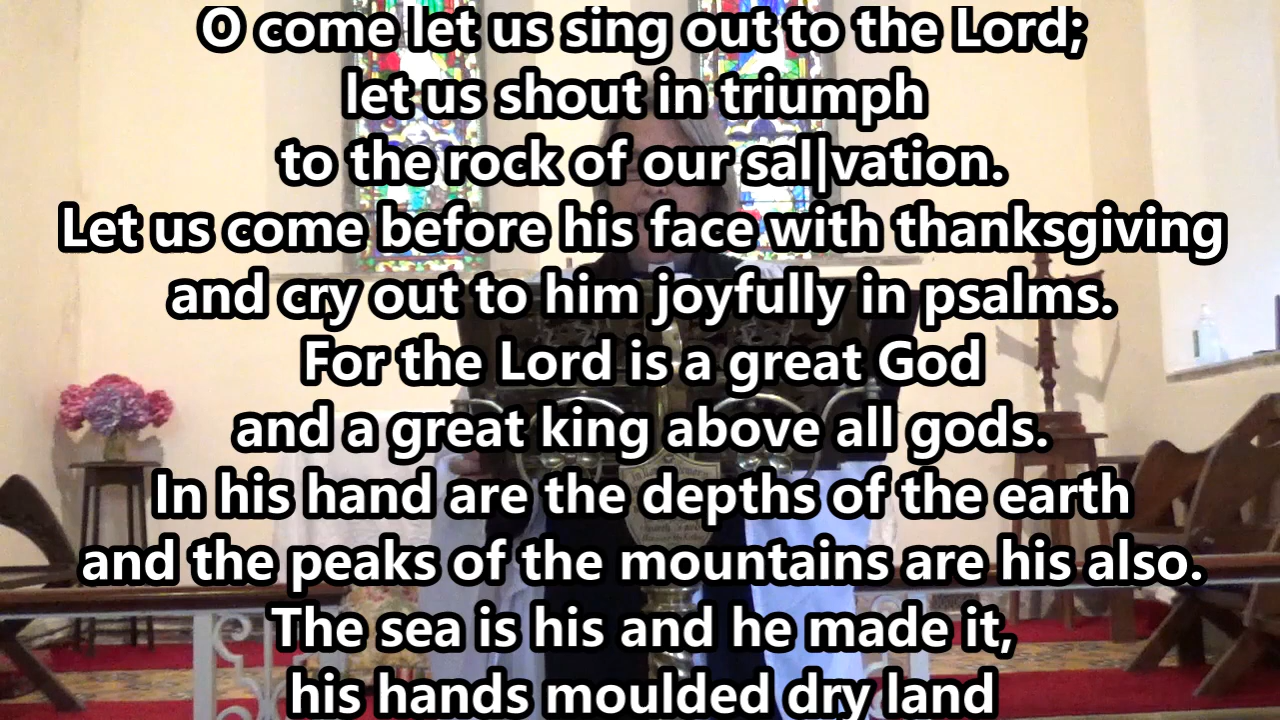 O come let us sing out to the Lord;
let us shout in triumph
to the rock of our sal|vation.
Let us come before his face with thanksgiving
and cry out to him joyfully in psalms.
For the Lord is a great God
and a great king above all gods.
In his hand are the depths of the earth
and the peaks of the mountains are his also.
The sea is his and he made it,
his hands moulded dry land